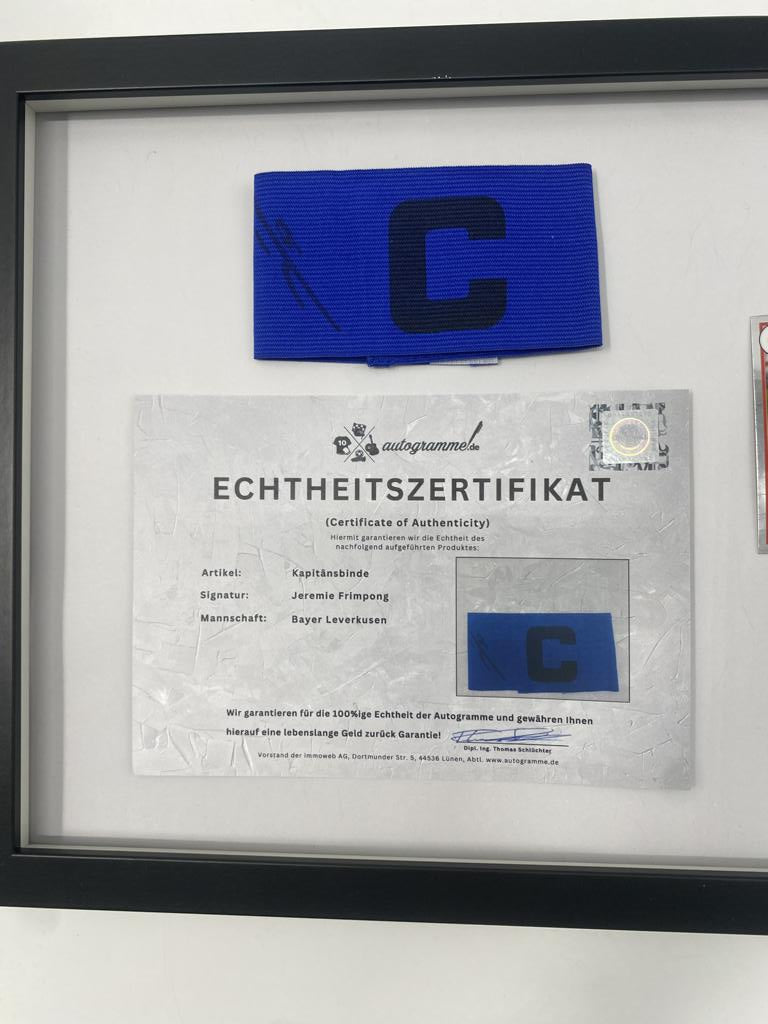 C
10 autogramme.de
ECHTHEITSZERTIFIKAT
(Certificate of Authenticity)
Hiermit garantieren wir die Echtheit des
nachfolgend aufgeführten Produktes:
Artikel: Kapitänsbinde
Signatur: Jeremie Frimpong
Mannschaft: Bayer Leverkusen
C
Wir garantieren für die 100%ige Echtheit der Autogramme und gewähren Ihnen
hierauf eine lebenslange Geld zurück Garantie!
Dipl. Ing. Thomas Schlüchter
Vorstand der immoweb AG, Dortmunder Str. 5, 44536 Lünen, Abtl. www.autogramme.de